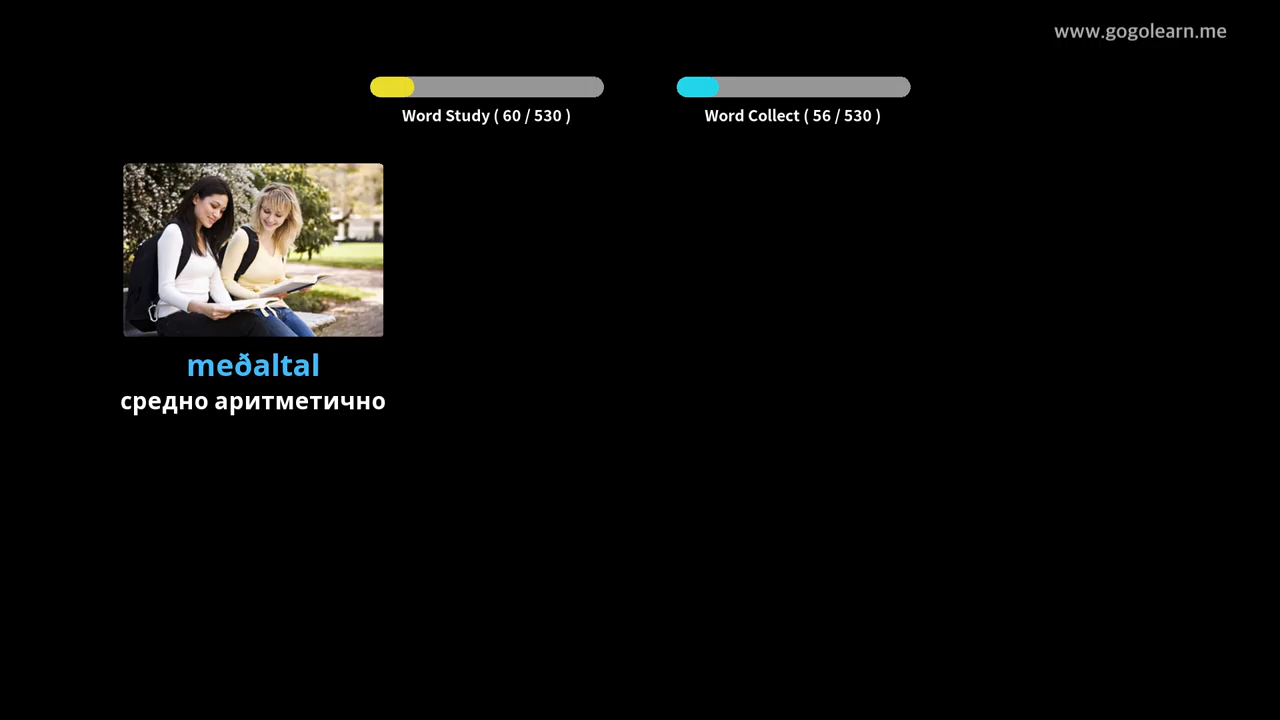 www.gogolearn.me
Word Study ( 60 / 530 )
Word Collect ( 56 / 530 )
meðaltal
средно аритметично